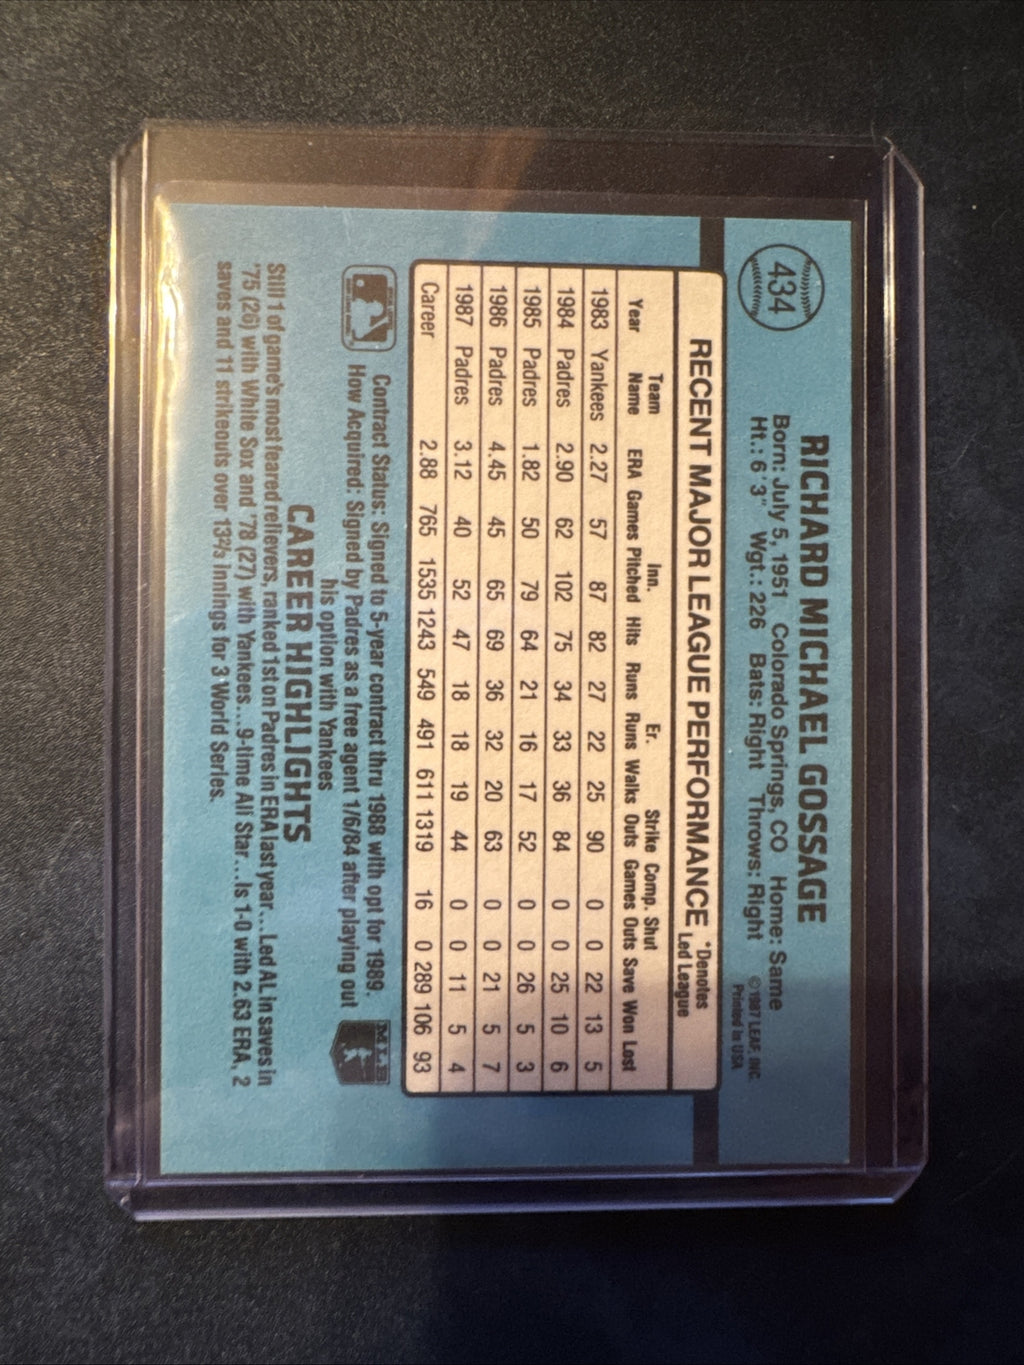 434
RICHARD MICHAEL GOSSAGE
Born: July 5, 1951 Colorado Springs, CO Home: Same
Ht.: 6'3" Wgt.: 226 Bats: Right Throws: Right
©1987 LEAF, INC.
Printed in USA
RECENT MAJOR LEAGUE PERFORMANCE
*Denotes
Led League
Year Team Name ERA Games Inn. Pitched Hits Runs Er. Runs Walks Strike Outs Comp. Games Shut Outs Save Won Lost
1983 Yankees 2.27 57 87 82 27 22 25 90 0 0 22 13 5
1984 Padres 2.90 62 102 75 34 33 36 84 0 0 25 10 6
1985 Padres 1.82 50 79 64 21 16 17 52 0 0 26 5 3
1986 Padres 4.45 45 65 69 36 32 20 63 0 0 21 5 7
1987 Padres 3.12 40 52 47 18 18 19 44 0 0 11 5 4
Career 2.88 765 1535 1243 549 491 611 1319 16 0 289 106 93
Contract Status: Signed to 5-year contract thru 1988 with opt for 1989.
How Acquired: Signed by Padres as a free agent 1/6/84 after playing out
his option with Yankees
MLB
CAREER HIGHLIGHTS
Still 1 of game's most feared relievers, ranked 1st on Padres in ERA last year...Led AL in saves in
'75 (26) with White Sox and '78 (27) with Yankees...9-time All Star...Is 1-0 with 2.63 ERA, 2
saves and 11 strikeouts over 13⅔ innings for 3 World Series.